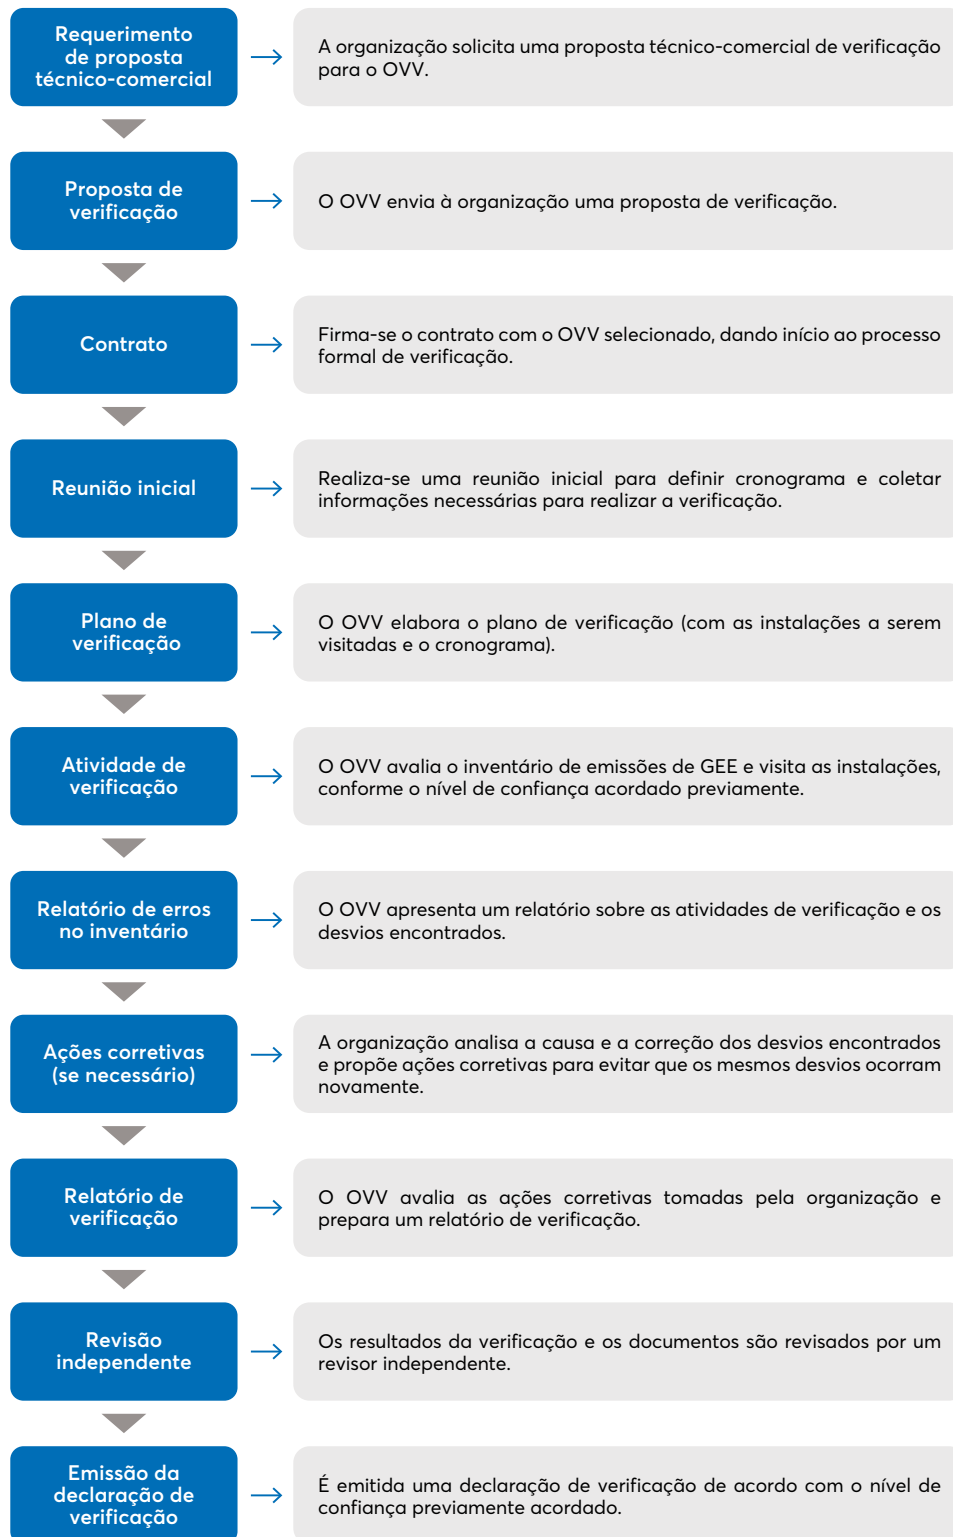 Requerimento
de proposta
técnico-comercial
A organização solicita uma proposta técnico-comercial de verificação
para o OVV.
Proposta de
verificação
O OVV envia à organização uma proposta de verificação.
Contrato
Firma-se o contrato com o OVV selecionado, dando início ao processo
formal de verificação.
Reunião inicial
Realiza-se uma reunião inicial para definir cronograma e coletar
informações necessárias para realizar a verificação.
Plano de
verificação
O OVV elabora o plano de verificação (com as instalações a serem
visitadas e o cronograma).
Atividade de
verificação
O OVV avalia o inventário de emissões de GEE e visita as instalações,
conforme o nível de confiança acordado previamente.
Relatório de erros
no inventário
O OVV apresenta um relatório sobre as atividades de verificação e os
desvios encontrados.
Ações corretivas
(se necessário)
A organização analisa a causa e a correção dos desvios encontrados
e propõe ações corretivas para evitar que os mesmos desvios ocorram
novamente.
Relatório de
verificação
O OVV avalia as ações corretivas tomadas pela organização e
prepara um relatório de verificação.
Revisão
independente
Os resultados da verificação e os documentos são revisados por um
revisor independente.
Emissão da
declaração de
verificação
É emitida uma declaração de verificação de acordo com o nível de
confiança previamente acordado.